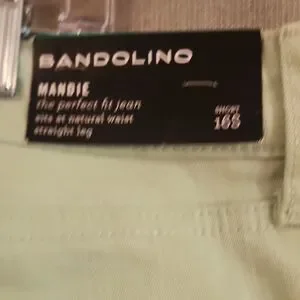 BANDOLINO
MANDIE
the perfect fit jean
sits at natural waist
straight leg
SHORT
16S